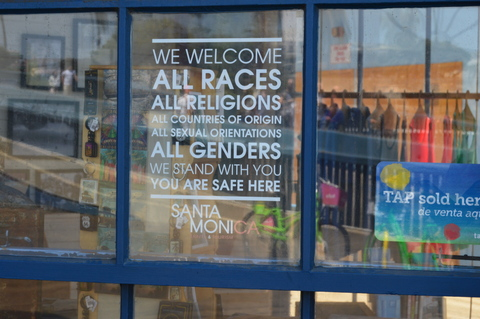 WE WELCOME
ALL RACES
ALL RELIGIONS
ALL COUNTRIES OF ORIGIN
ALL SEXUAL ORIENTATIONS
ALL GENDERS
WE STAND WITH YOU
YOU ARE SAFE HERE
SANTA
MONICA
TAP sold her
de venta aqu